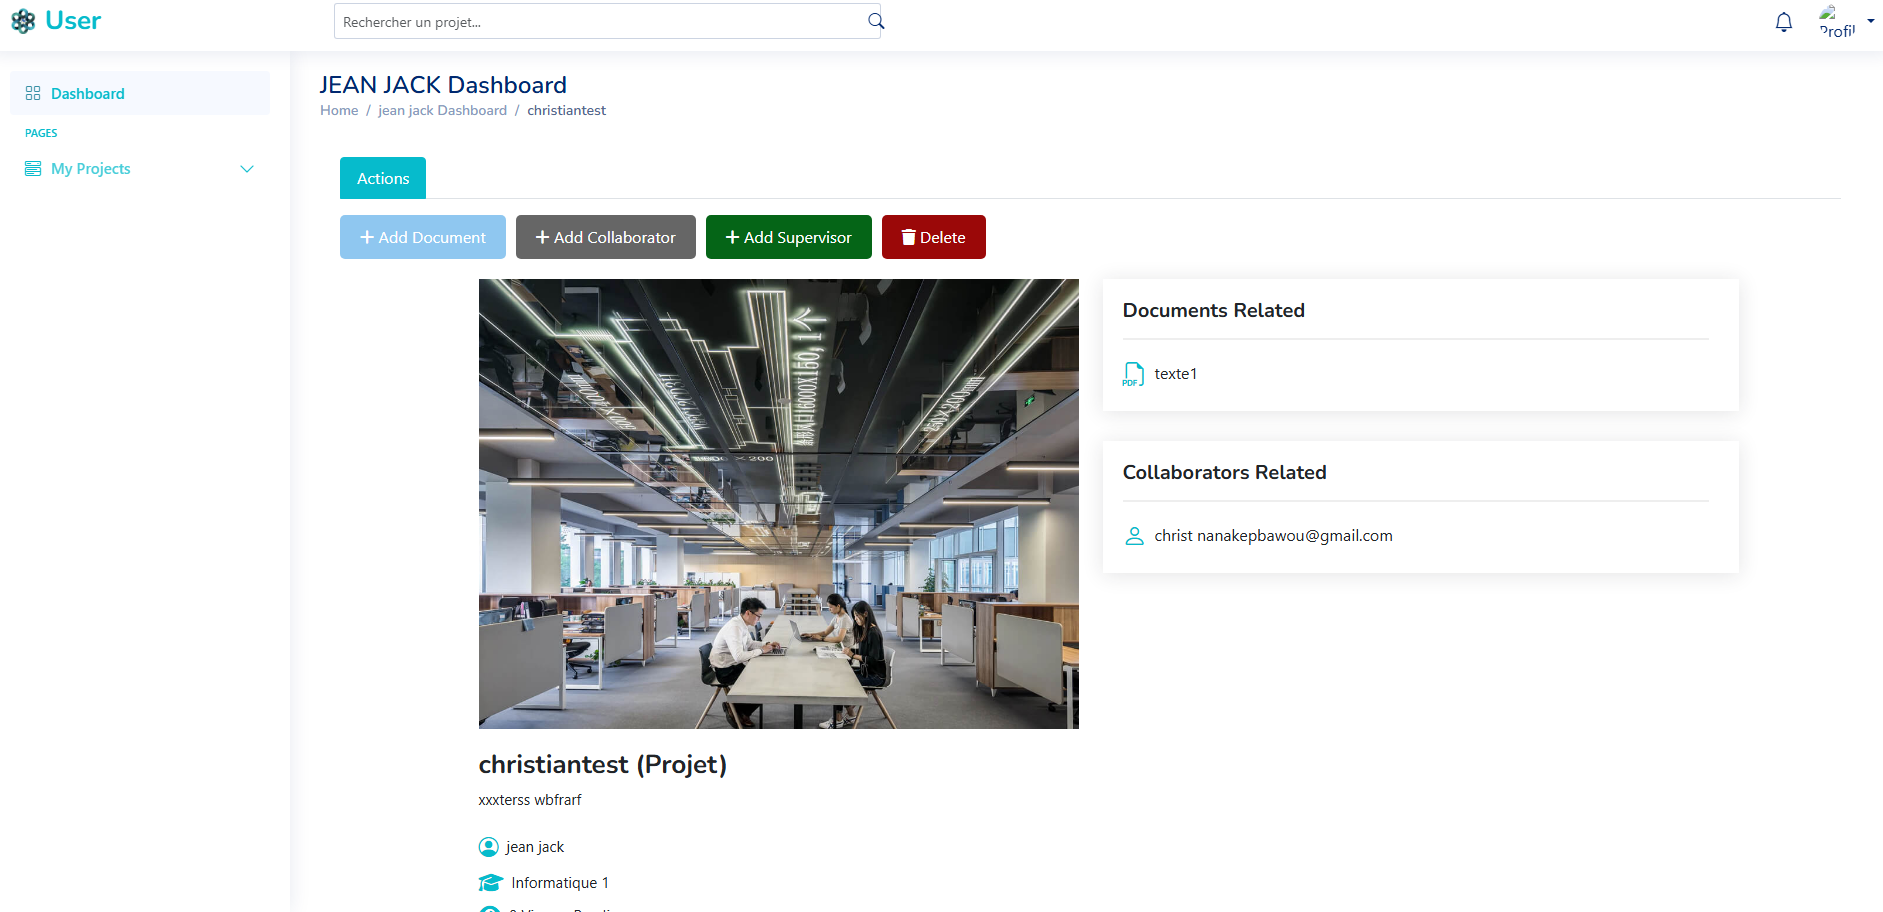 User
Rechercher un projet...
Profil
Dashboard
PAGES
My Projects
JEAN JACK Dashboard
Home / jean jack Dashboard / christiantest
Actions
+ Add Document
+ Add Collaborator
+ Add Supervisor
Delete
Documents Related
PDF
texte1
Collaborators Related
christ nanakepbawou@gmail.com
christiantest (Projet)
xxxterss wbfrarf
jean jack
Informatique 1